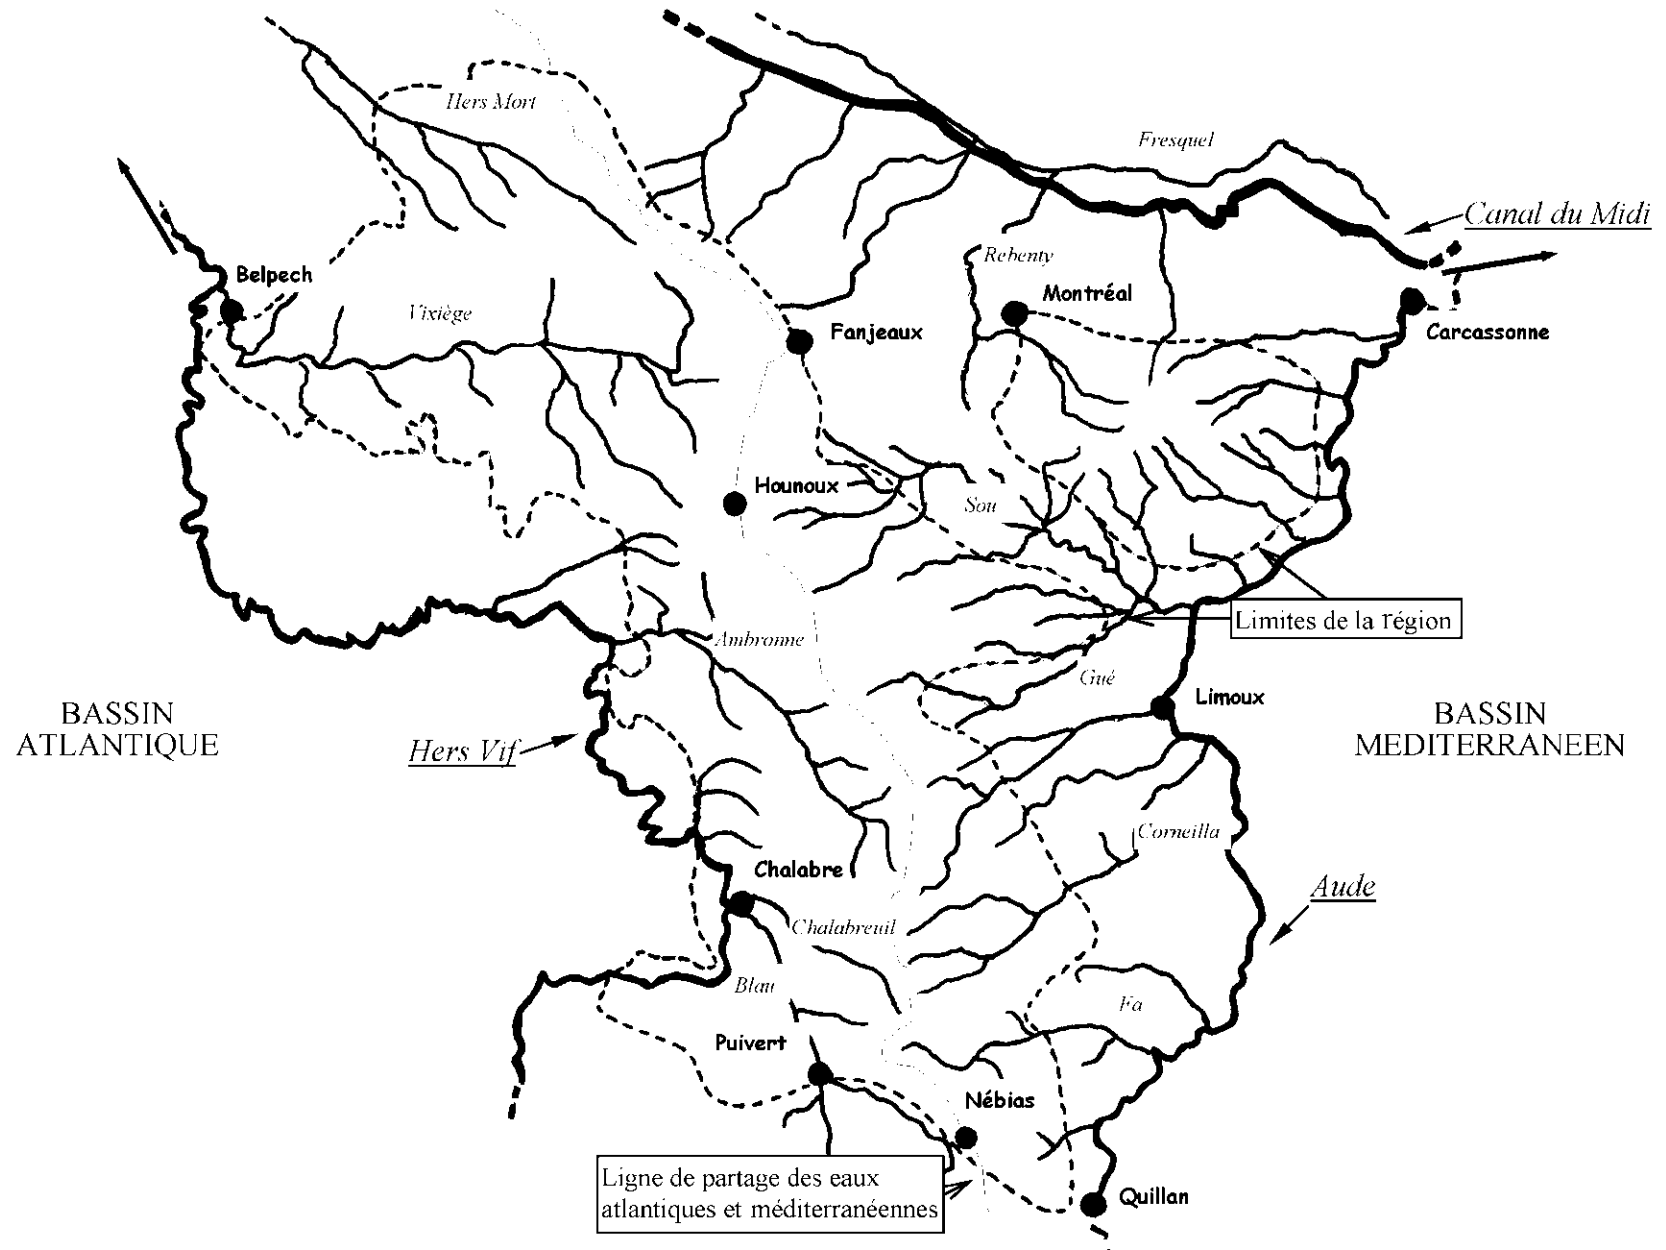 Hers Mort
Fresquel
Canal du Midi
Rebenty
Belpech
Montréal
Vixiège
Fanjeaux
Carcassonne
Hounoux
Sou
Limites de la région
Ambronne
Gué
Limoux
BASSIN
ATLANTIQUE
BASSIN
MEDITERRANEEN
Hers Vif
Corneilla
Chalabre
Aude
Chalabreuil
Blau
Fa
Puivert
Nébias
Ligne de partage des eaux
atlantiques et méditerranéennes
Quillan